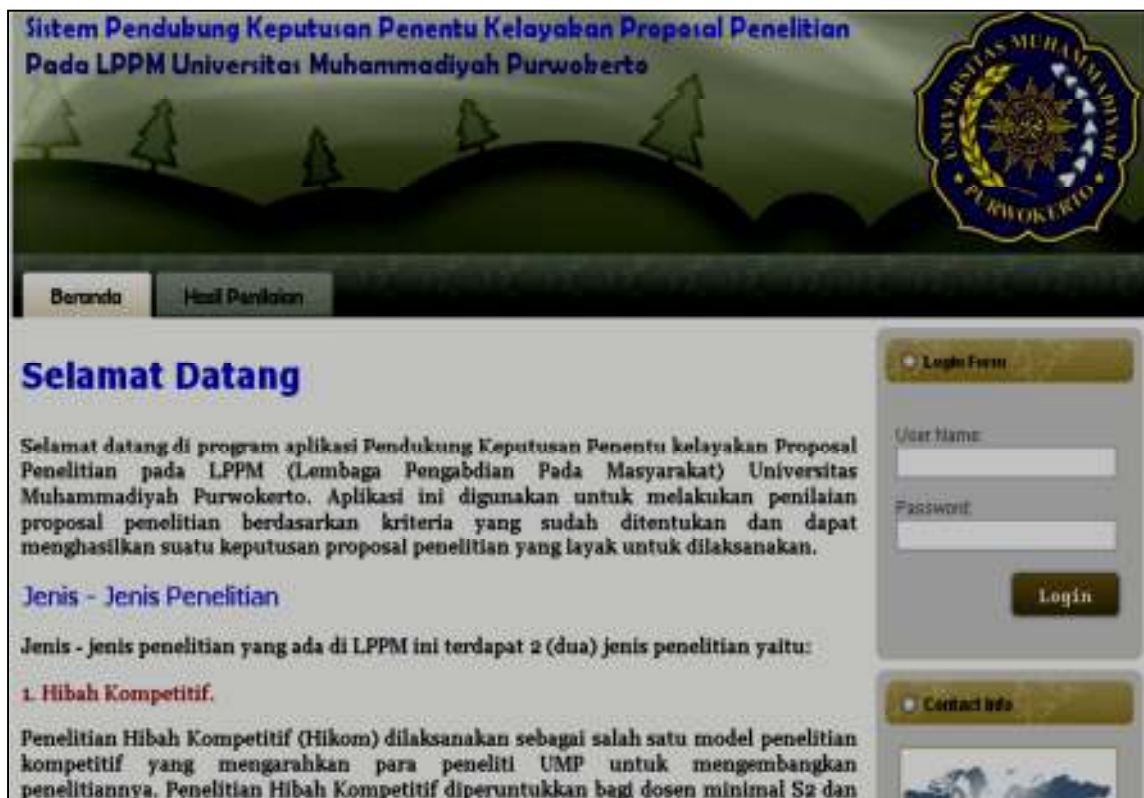 Sistem Pendukung Keputusan Penentu Kelayakan Proposal Penelitian
Pada LPPM Universitas Muhammadiyah Purwokerto
UNIVERSITAS MUHAMMADIYAH
PURWOKERTO
Beranda
Hasil Penilaian
Selamat Datang
Selamat datang di program aplikasi Pendukung Keputusan Penentu kelayakan Proposal
Penelitian pada LPPM (Lembaga Pengabdian Pada Masyarakat) Universitas
Muhammadiyah Purwokerto. Aplikasi ini digunakan untuk melakukan penilaian
proposal penelitian berdasarkan kriteria yang sudah ditentukan dan dapat
menghasilkan suatu keputusan proposal penelitian yang layak untuk dilaksanakan.
Jenis - Jenis Penelitian
Jenis - jenis penelitian yang ada di LPPM ini terdapat 2 (dua) jenis penelitian yaitu:
1. Hibah Kompetitif.
Penelitian Hibah Kompetitif (Hikom) dilaksanakan sebagai salah satu model penelitian
kompetitif yang mengarahkan para peneliti UMP untuk mengembangkan
penelitiannya. Penelitian Hibah Kompetitif diperuntukkan bagi dosen minimal S2 dan
Login Form
User Name:
Password:
Login
Contact Info